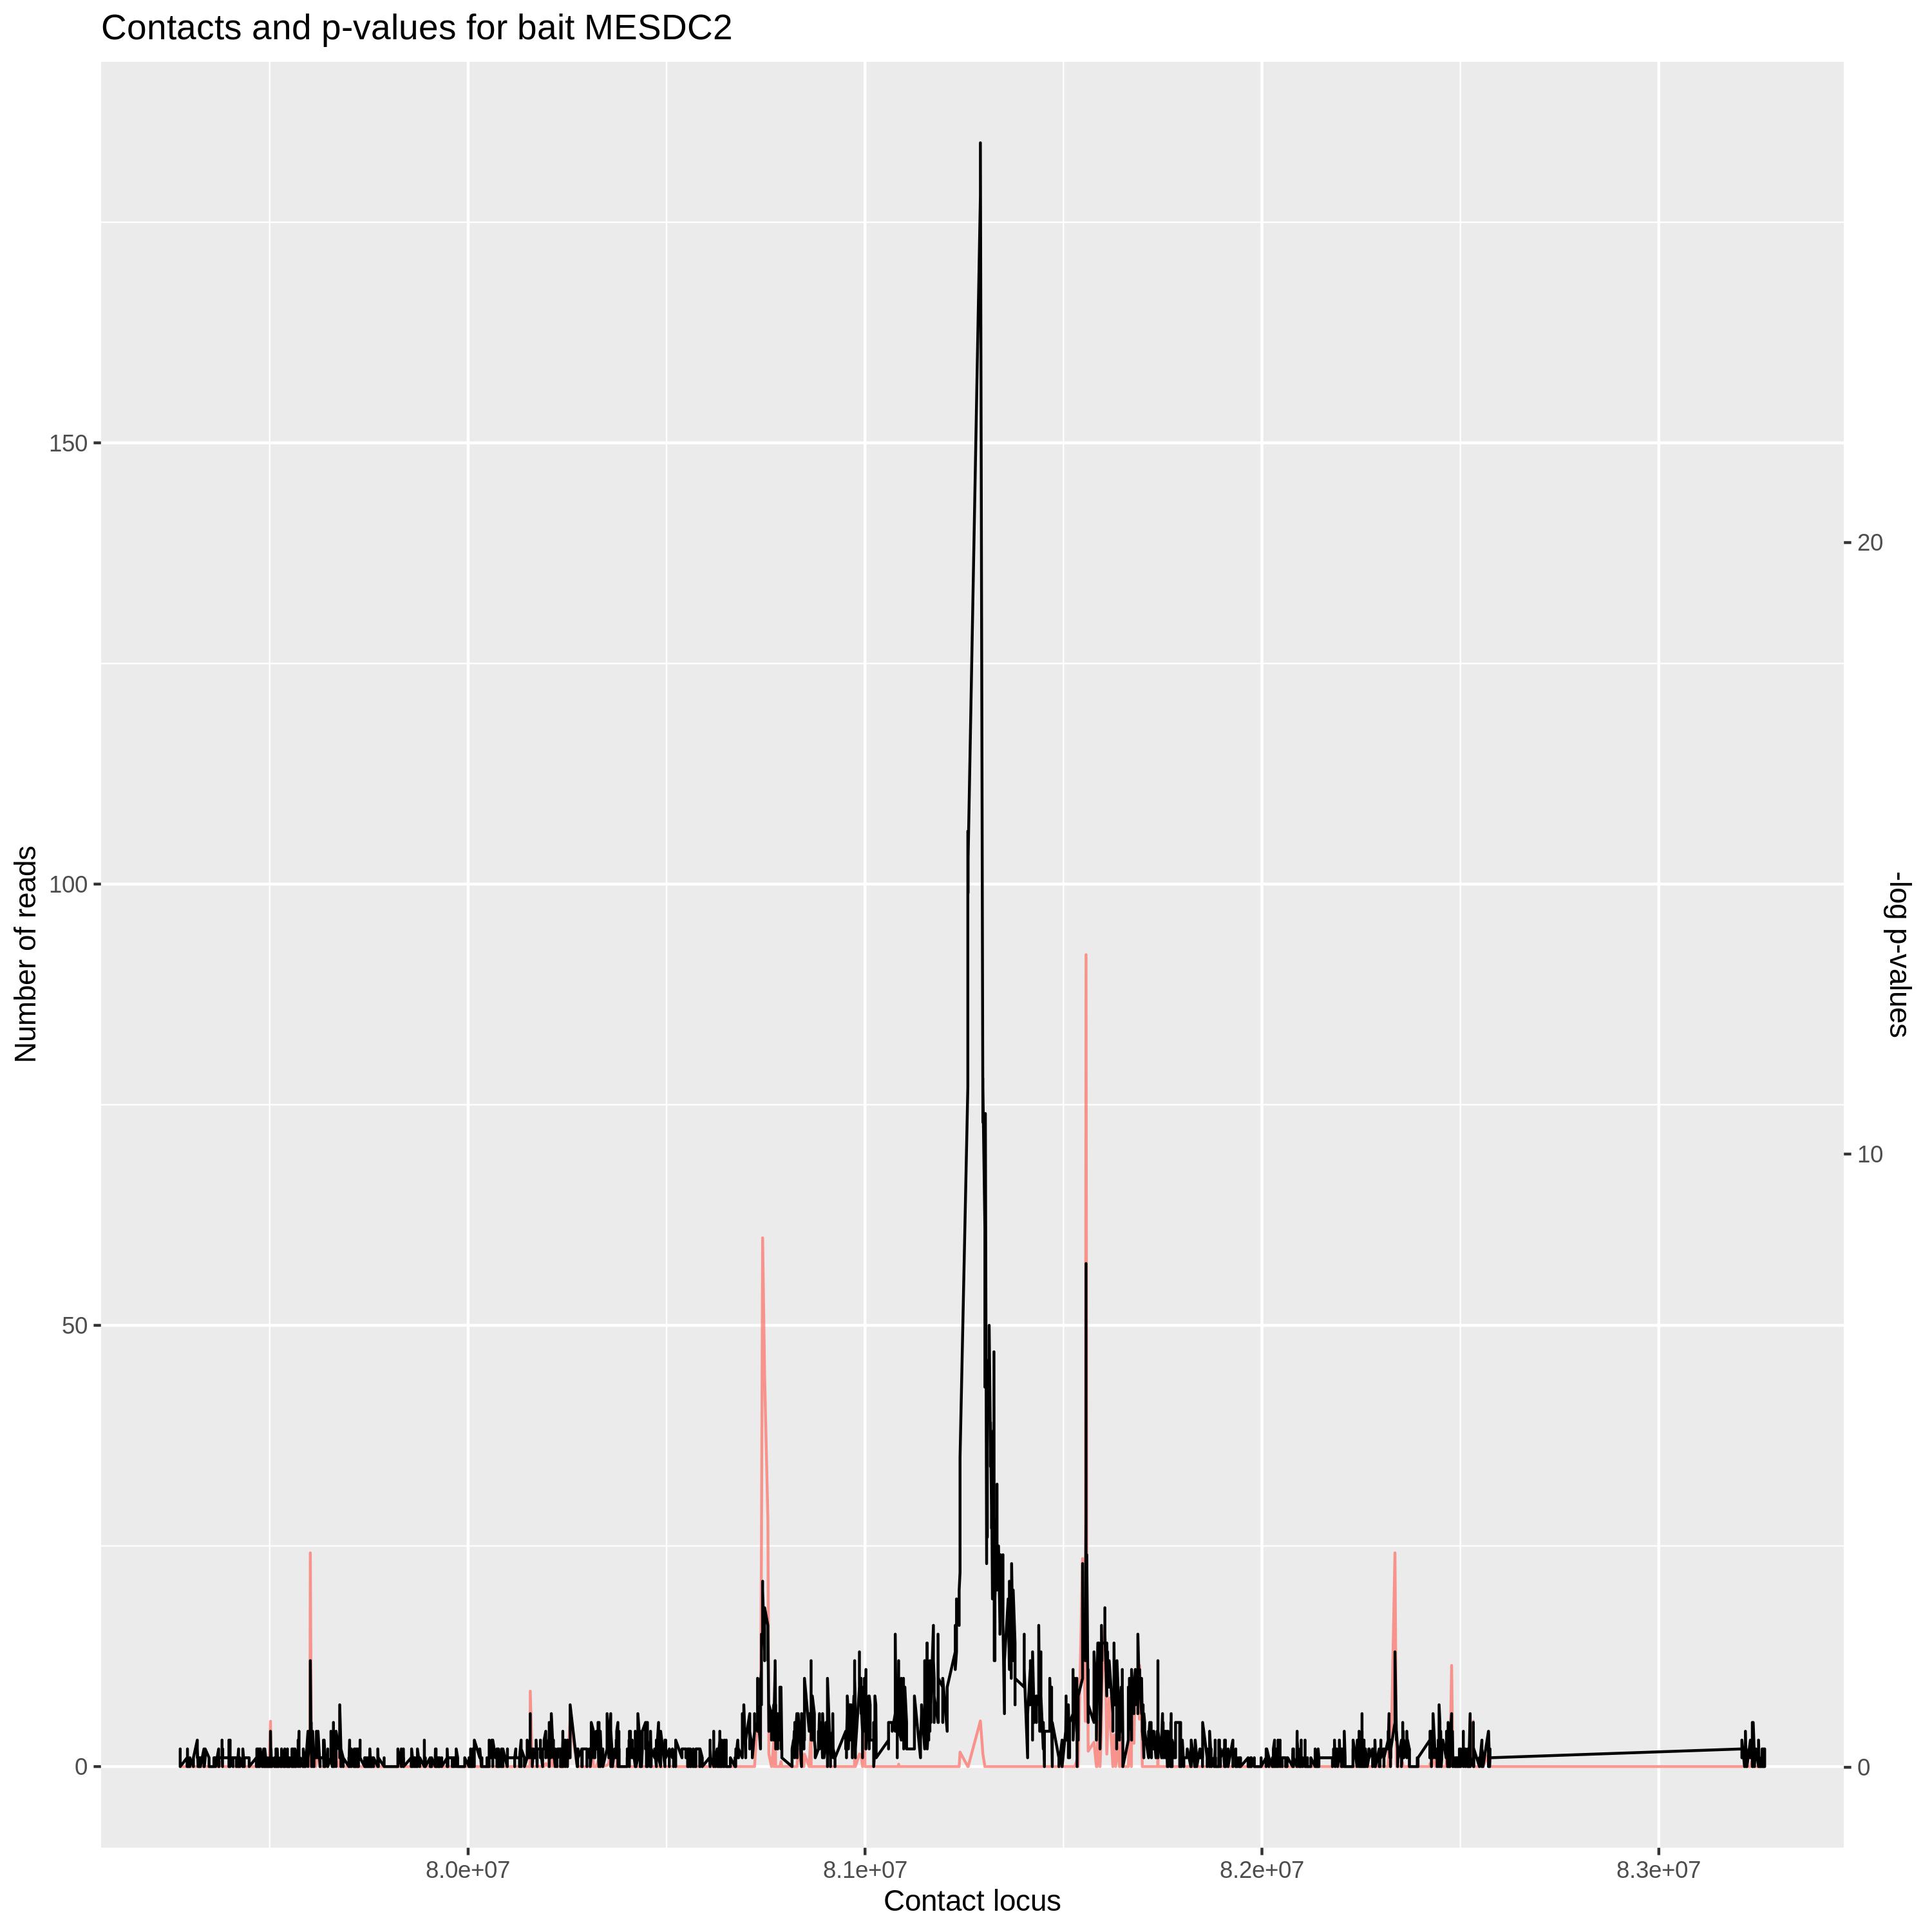 Contacts and p-values for bait MESDC2
Number of reads
150
100
50
0
20
10
0
-log p-values
8.0e+07
8.1e+07
8.2e+07
8.3e+07
Contact locus